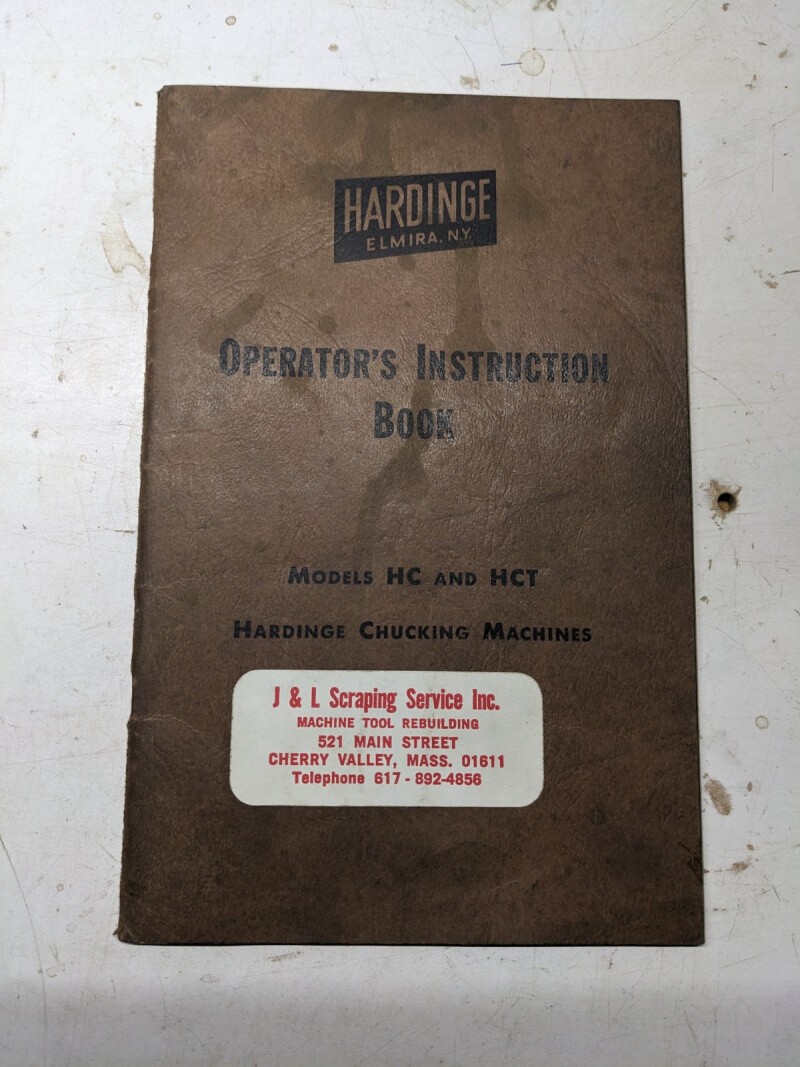 HARDINGE
ELMIRA. N.Y.
OPERATOR'S INSTRUCTION
BOOK
MODELS HC AND HCT
HARDINGE CHUCKING MACHINES
J & L Scraping Service Inc.
MACHINE TOOL REBUILDING
521 MAIN STREET
CHERRY VALLEY, MASS. 01611
Telephone 617 - 892-4856